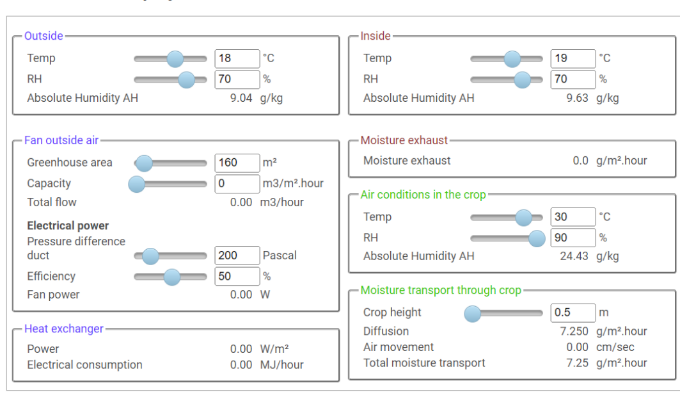 Outside
Temp 18 °C
RH 70 %
Absolute Humidity AH 9.04 g/kg
Inside
Temp 19 °C
RH 70 %
Absolute Humidity AH 9.63 g/kg
Fan outside air
Greenhouse area 160 m²
Capacity 0 m3/m².hour
Total flow 0.00 m3/hour
Electrical power
Pressure difference
duct 200 Pascal
Efficiency 50 %
Fan power 0.00 W
Moisture exhaust
Moisture exhaust 0.0 g/m².hour
Air conditions in the crop
Temp 30 °C
RH 90 %
Absolute Humidity AH 24.43 g/kg
Heat exchanger
Power 0.00 W/m²
Electrical consumption 0.00 MJ/hour
Moisture transport through crop
Crop height 0.5 m
Diffusion 7.250 g/m².hour
Air movement 0.00 cm/sec
Total moisture transport 7.25 g/m².hour